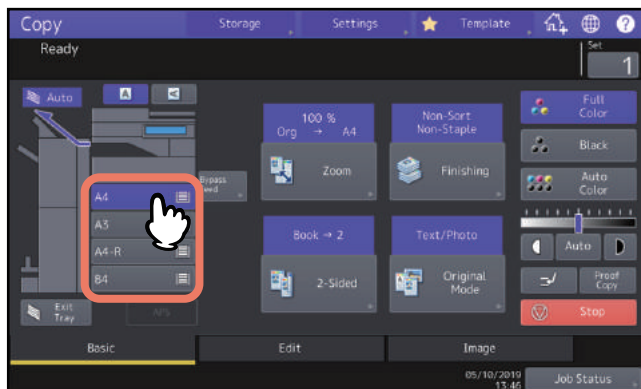 Copy
Storage
Settings
Template
?
Ready
Set
1
Auto
A
A
100 %
Org → A4
Non-Sort
Non-Staple
Full
Color
Zoom
Finishing
Black
Bypass
Feed
Auto
Color
A4
A3
A4-R
B4
Book → 2
Text/Photo
Auto
2-Sided
Original
Mode
Proof
Copy
Exit
Tray
APS
Stop
Basic
Edit
Image
05/10/2019
13:46
Job Status